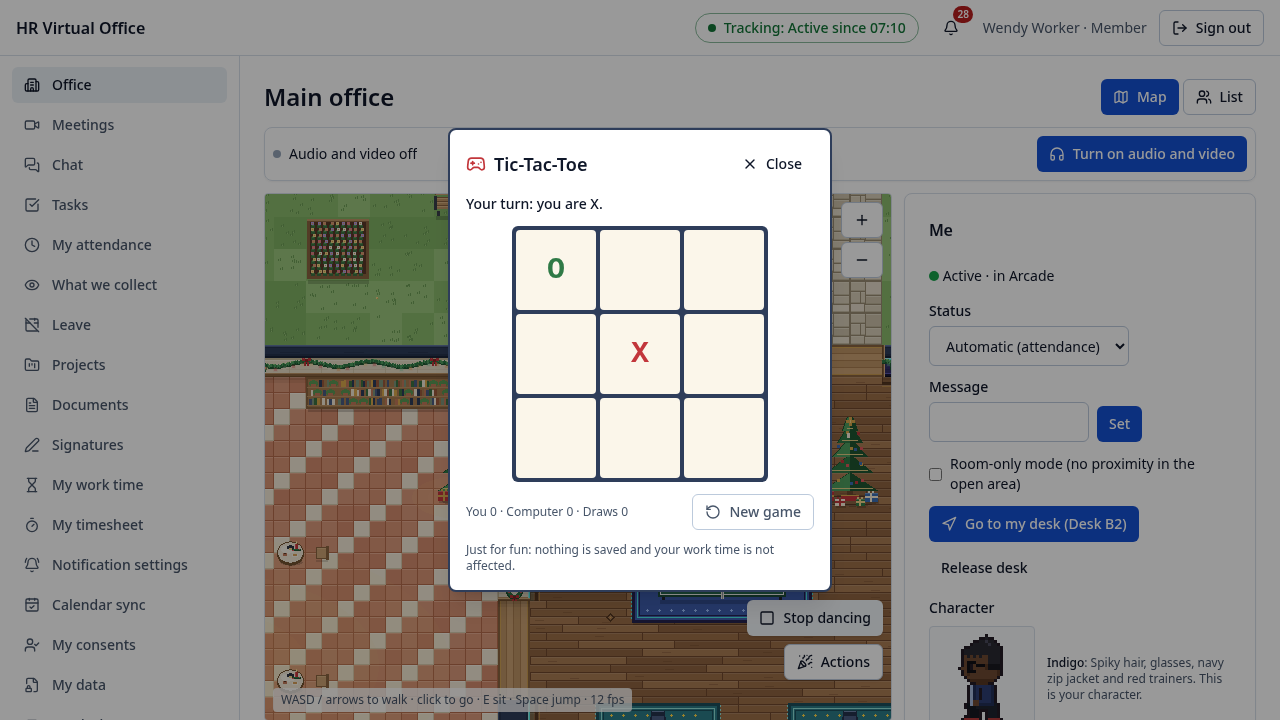 HR Virtual Office
Tracking: Active since 07:10
28
Wendy Worker · Member
Sign out
Office
Meetings
Chat
Tasks
My attendance
What we collect
Leave
Projects
Documents
Signatures
My work time
My timesheet
Notification settings
Calendar sync
My consents
My data
Main office
Map
List
Audio and video off
Turn on audio and video
Tic-Tac-Toe
Close
Your turn: you are X.
O
X
You 0 · Computer 0 · Draws 0
New game
Just for fun: nothing is saved and your work time is not
affected.
+
−
Stop dancing
Actions
WASD / arrows to walk · click to go · E sit · Space jump · 12 fps
Me
Active · in Arcade
Status
Automatic (attendance)
Message
Set
Room-only mode (no proximity in the
open area)
Go to my desk (Desk B2)
Release desk
Character
Indigo: Spiky hair, glasses, navy
zip jacket and red trainers. This
is your character.